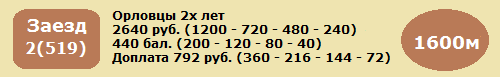 Заезд
2(519)
Орловцы 2х лет
2640 руб. (1200 - 720 - 480 - 240)
440 бал. (200 - 120 - 80 - 40)
Доплата 792 руб. (360 - 216 - 144 - 72)
1600м